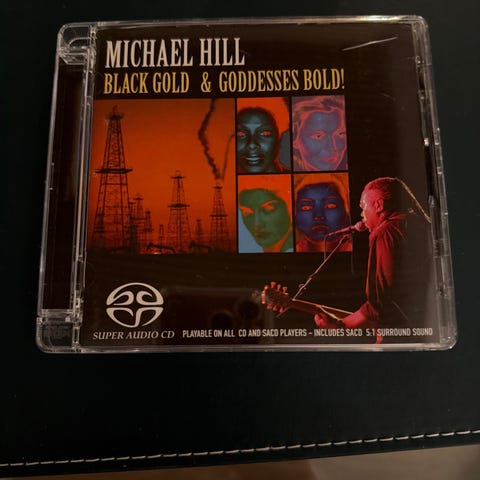 MICHAEL HILL
BLACK GOLD & GODDESSES BOLD!
SUPER AUDIO CD
PLAYABLE ON ALL CD AND SACD PLAYERS - INCLUDES SACD 5.1 SURROUND SOUND